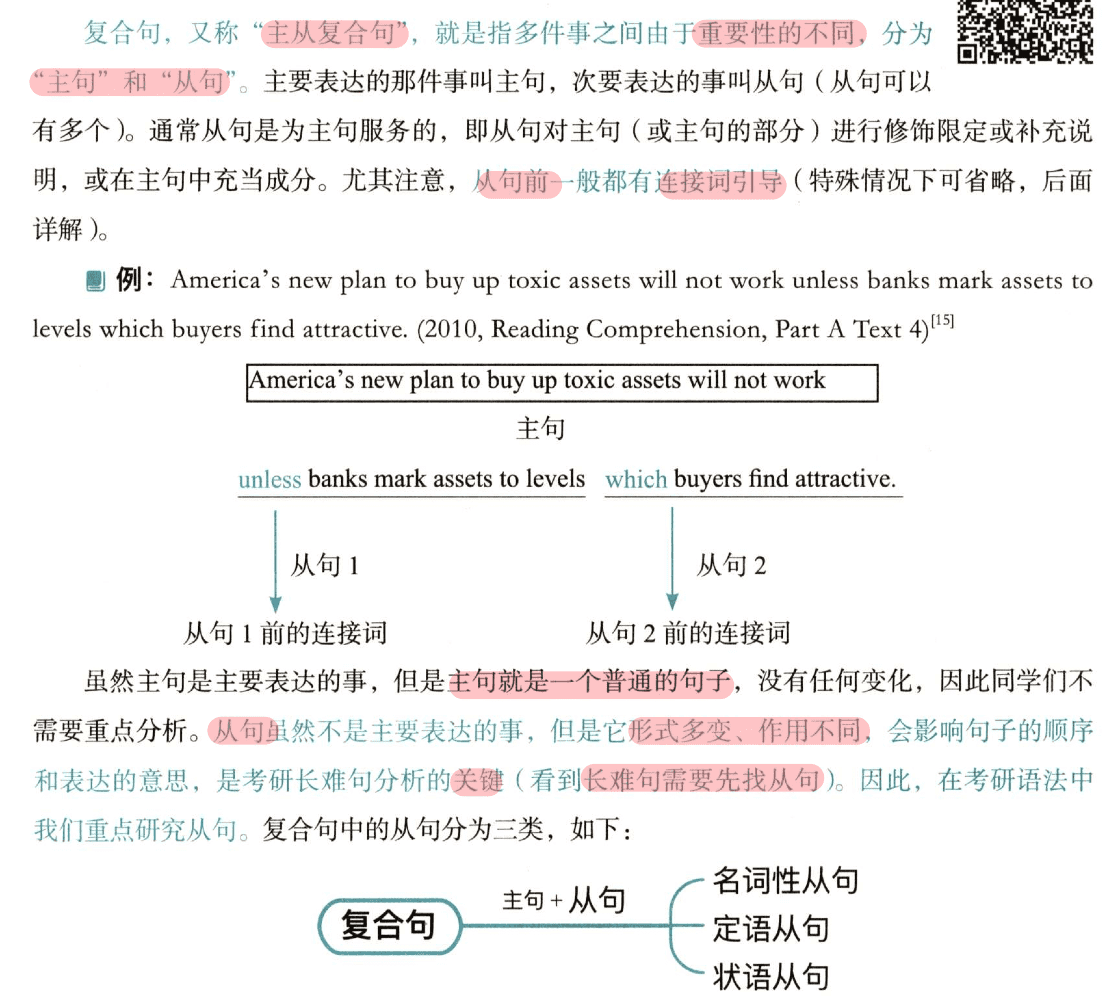 复合句，又称“主从复合句”，就是指多件事之间由于重要性的不同，分为
“主句”和“从句”。主要表达的那件事叫主句，次要表达的事叫从句（从句可以
有多个）。通常从句是为主句服务的，即从句对主句（或主句的部分）进行修饰限定或补充说
明，或在主句中充当成分。尤其注意，从句前一般都有连接词引导（特殊情况下可省略，后面
详解）。
例：America’s new plan to buy up toxic assets will not work unless banks mark assets to
levels which buyers find attractive. (2010, Reading Comprehension, Part A Text 4)[15]
America’s new plan to buy up toxic assets will not work
主句
unless banks mark assets to levels which buyers find attractive.
从句 1 从句 2
从句 1 前的连接词 从句 2 前的连接词
虽然主句是主要表达的事，但是主句就是一个普通的句子，没有任何变化，因此同学们不
需要重点分析。从句虽然不是主要表达的事，但是它形式多变、作用不同，会影响句子的顺序
和表达的意思，是考研长难句分析的关键（看到长难句需要先找从句）。因此，在考研语法中
我们重点研究从句。复合句中的从句分为三类，如下：
复合句 主句 + 从句
名词性从句
定语从句
状语从句